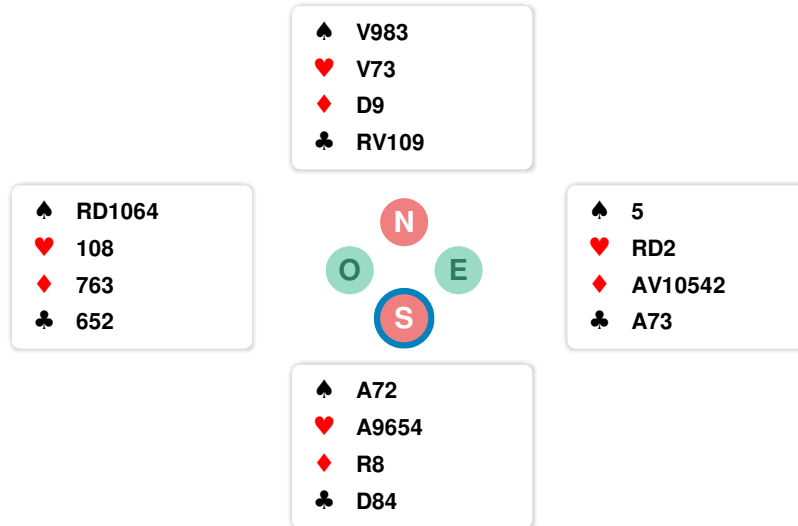 ♠ V983
♥ V73
♦ D9
♣ RV109
♠ RD1064
♥ 108
♦ 763
♣ 652
N
O E
S
♠ 5
♥ RD2
♦ AV10542
♣ A73
♠ A72
♥ A9654
♦ R8
♣ D84